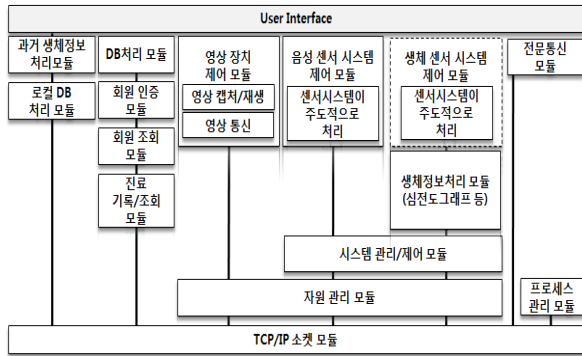 User Interface
과거 생체정보
처리모듈
로컬 DB
처리 모듈
DB처리 모듈
회원 인증
모듈
회원 조회
모듈
진료
기록/조회
모듈
영상 장치
제어 모듈
영상 캡처/재생
영상 통신
음성 센서 시스템
제어 모듈
센서시스템이
주도적으로
처리
생체 센서 시스템
제어 모듈
센서시스템이
주도적으로
처리
생체정보처리 모듈
(심전도그래프 등)
전문통신
모듈
시스템 관리/제어 모듈
자원 관리 모듈
프로세스
관리 모듈
TCP/IP 소켓 모듈